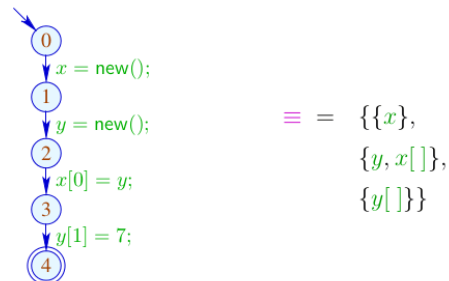 0
x = new();
1
y = new();
2
x[0] = y;
3
y[1] = 7;
4
≡ = {{x},
{y, x[ ]},
{y[ ]}}